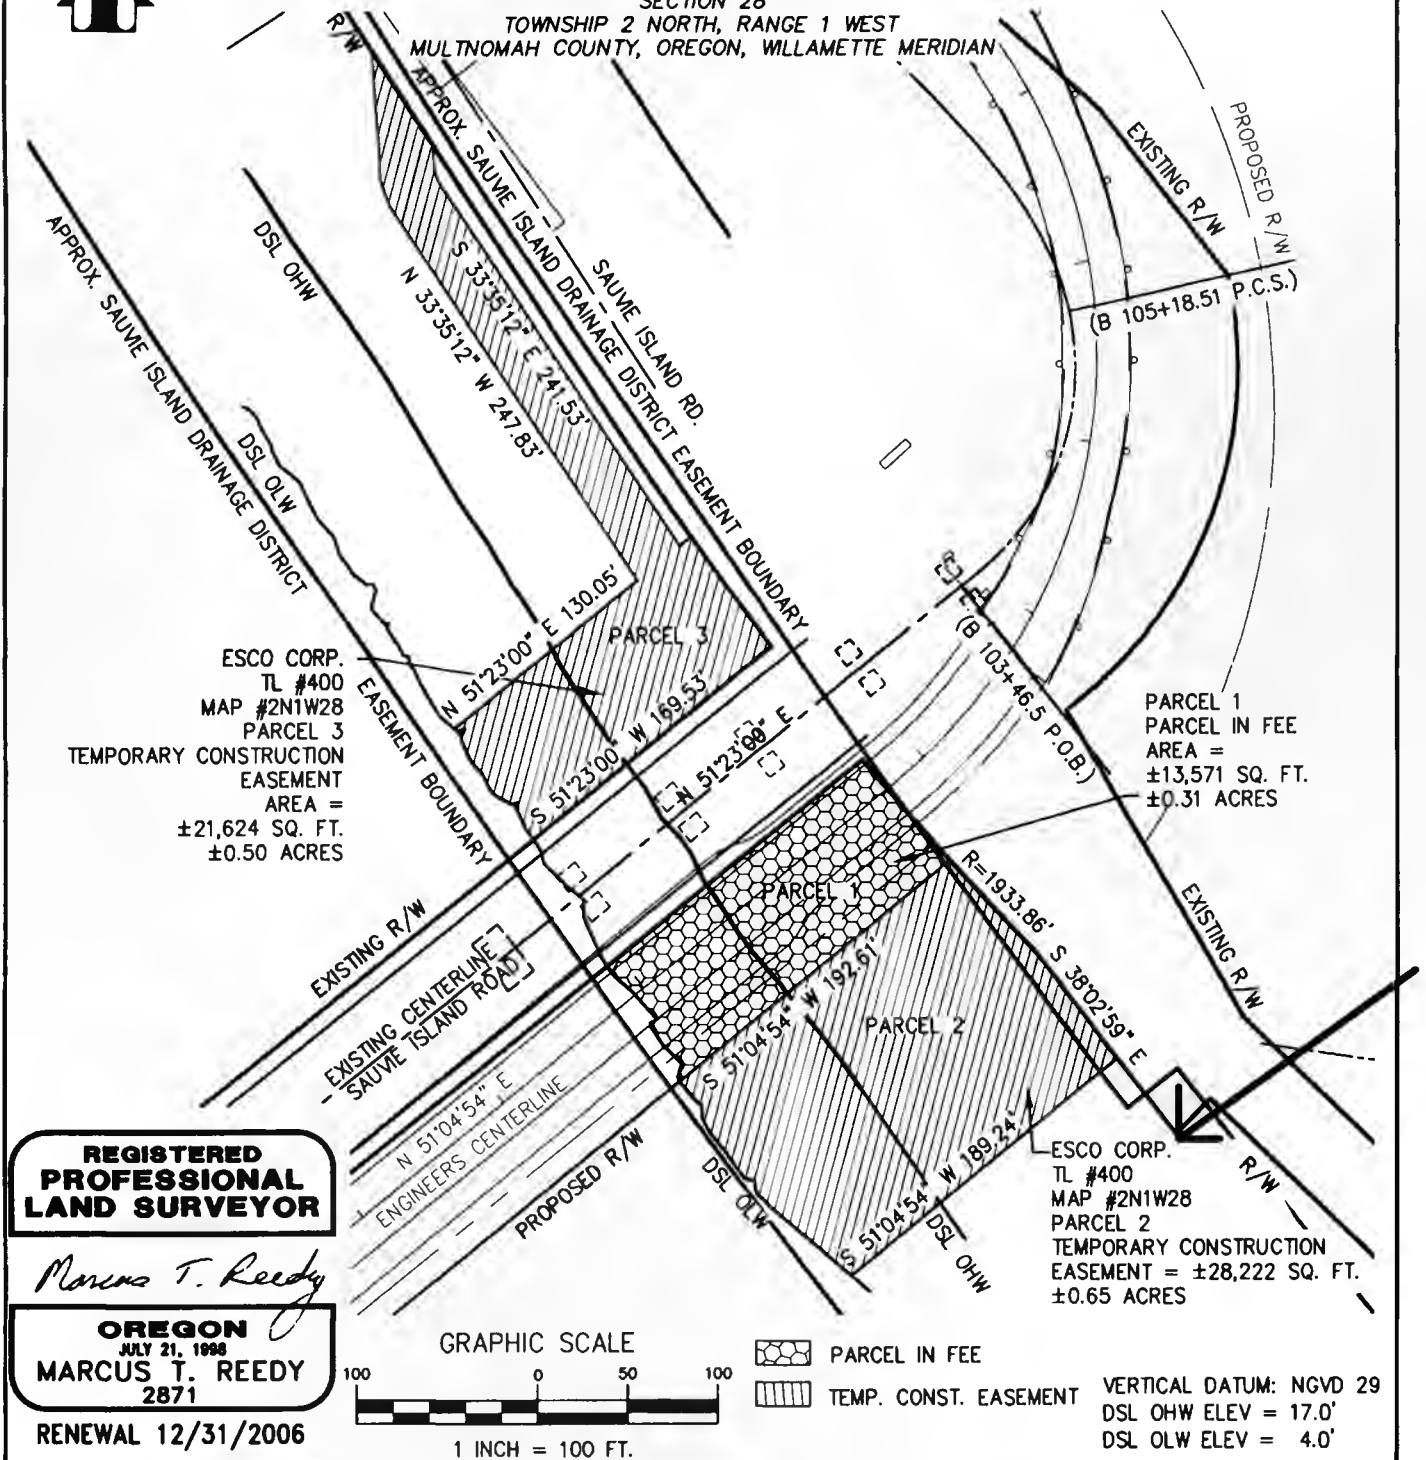 SECTION 28
TOWNSHIP 2 NORTH, RANGE 1 WEST
MULTNOMAH COUNTY, OREGON, WILLAMETTE MERIDIAN
R/W
APPROX. SAUVIE ISLAND DRAINAGE DISTRICT EASEMENT BOUNDARY
SAUVIE ISLAND RD.
EXISTING R/W
PROPOSED R/W
(B 105+18.51 P.C.S.)
DSL OHW
APPROX. SAUVIE ISLAND DRAINAGE DISTRICT
EASEMENT BOUNDARY
DSL OLW
S 33°35'12" E 241.53'
N 33°35'12" W 247.83'
N 51°23'00" E 130.05'
PARCEL 3
S 51°23'00" W 169.53'
N 51°23'00" E
(B 103+46.5 P.O.B.)
ESCO CORP.
TL #400
MAP #2N1W28
PARCEL 3
TEMPORARY CONSTRUCTION
EASEMENT
AREA =
±21,624 SQ. FT.
±0.50 ACRES
PARCEL 1
PARCEL IN FEE
AREA =
±13,571 SQ. FT.
±0.31 ACRES
PARCEL 1
R=1933.86'
S 38°02'59" E
EXISTING R/W
EXISTING R/W
EXISTING CENTERLINE
SAUVIE ISLAND ROAD
S 51°04'54" W 192.61'
PARCEL 2
N 51°04'54" E
ENGINEERS CENTERLINE
PROPOSED R/W
DSL OLW
S 51°04'54" W 189.24'
DSL OHW
R/W
ESCO CORP.
TL #400
MAP #2N1W28
PARCEL 2
TEMPORARY CONSTRUCTION
EASEMENT = ±28,222 SQ. FT.
±0.65 ACRES
REGISTERED
PROFESSIONAL
LAND SURVEYOR
Marcus T. Reedy
OREGON
JULY 21, 1998
MARCUS T. REEDY
2871
RENEWAL 12/31/2006
GRAPHIC SCALE
100 0 50 100
1 INCH = 100 FT.
PARCEL IN FEE
TEMP. CONST. EASEMENT
VERTICAL DATUM: NGVD 29
DSL OHW ELEV = 17.0'
DSL OLW ELEV = 4.0'